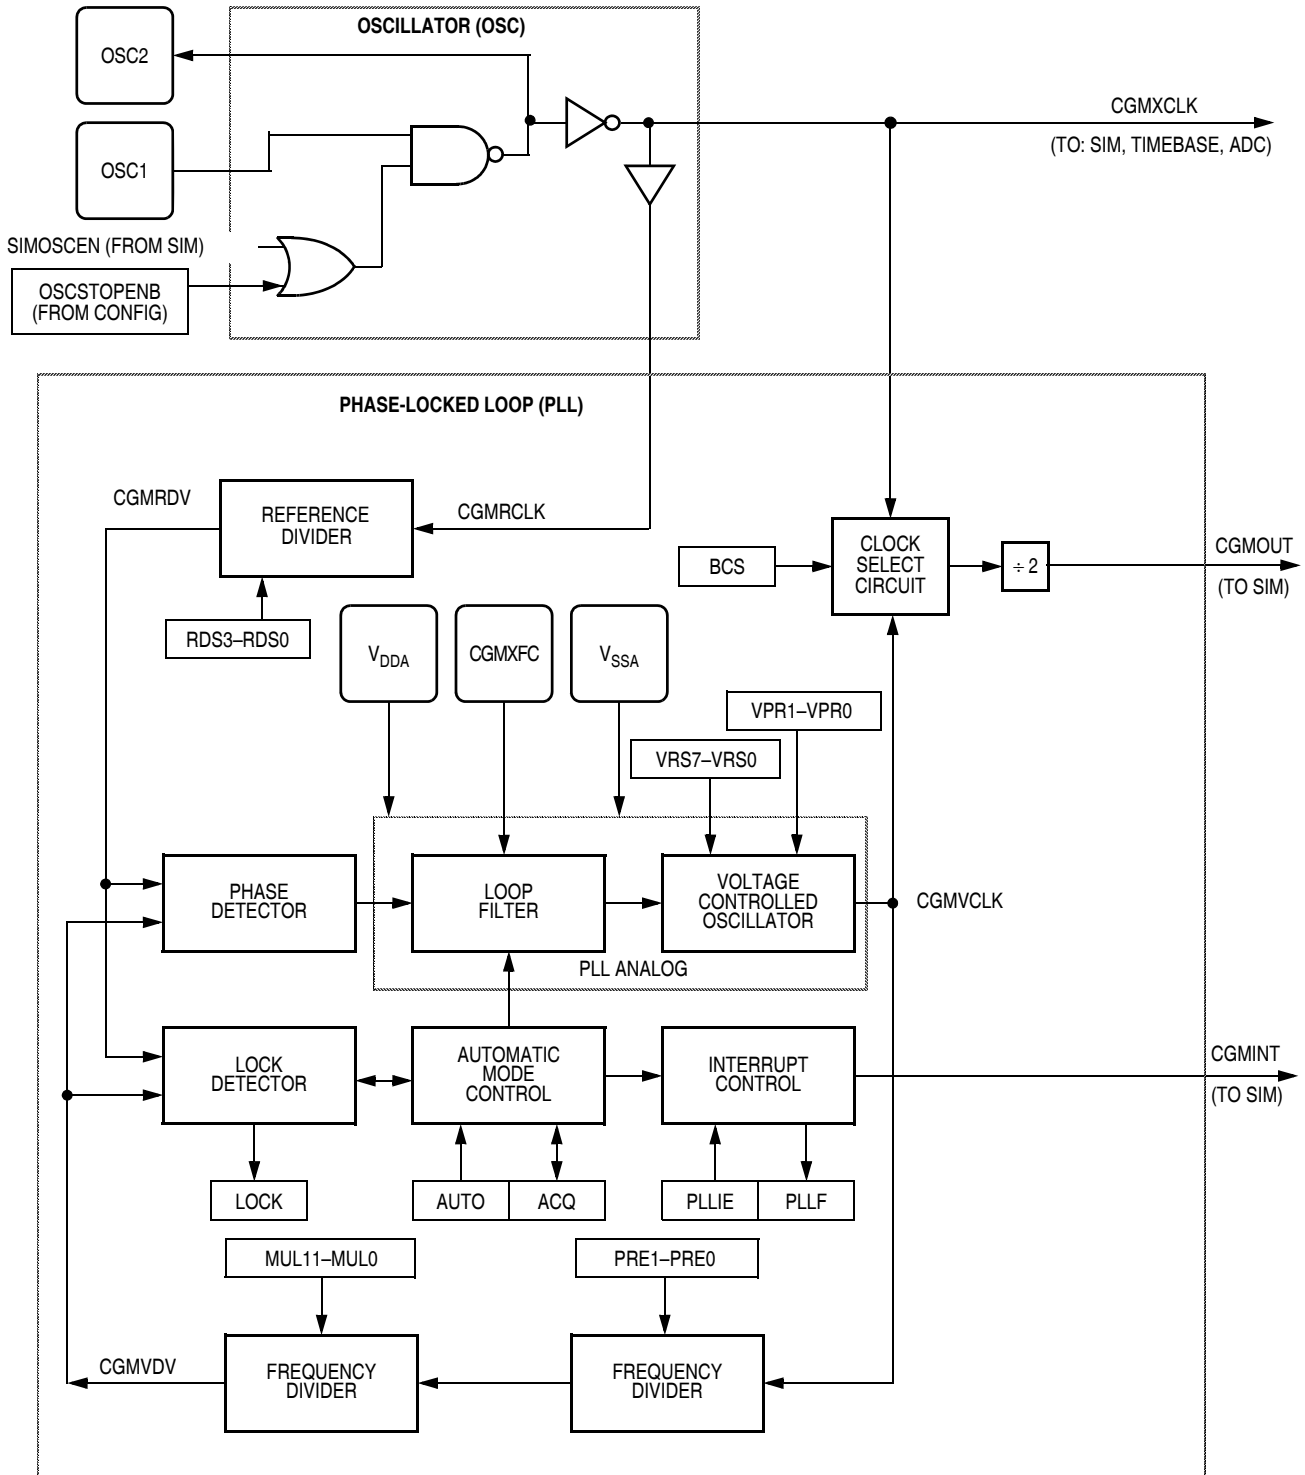 OSCILLATOR (OSC)
OSC2
CGMXCLK
(TO: SIM, TIMEBASE, ADC)
OSC1
SIMOSCEN (FROM SIM)
OSCSTOPENB
(FROM CONFIG)
PHASE-LOCKED LOOP (PLL)
CGMRDV
REFERENCE
DIVIDER
CGMRCLK
CLOCK
SELECT
CIRCUIT
BCS
÷ 2
CGMOUT
(TO SIM)
RDS3–RDS0
VDDA
CGMXFC
VSSA
VPR1–VPR0
VRS7–VRS0
PHASE
DETECTOR
LOOP
FILTER
VOLTAGE
CONTROLLED
OSCILLATOR
CGMVCLK
PLL ANALOG
LOCK
DETECTOR
AUTOMATIC
MODE
CONTROL
INTERRUPT
CONTROL
CGMINT
(TO SIM)
LOCK
AUTO
ACQ
PLLIE
PLLF
MUL11–MUL0
PRE1–PRE0
CGMVDV
FREQUENCY
DIVIDER
FREQUENCY
DIVIDER